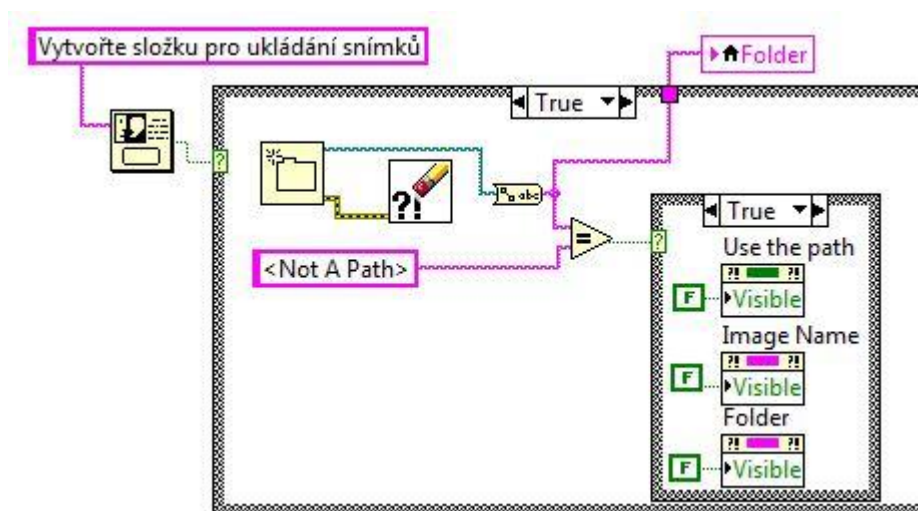 Vytvořte složku pro ukládání snímků
Folder
True
?
?!
abc
=
<Not A Path>
?
True
Use the path
?! ?!
F
Visible
Image Name
?! ?!
F
Visible
Folder
?! ?!
F
Visible